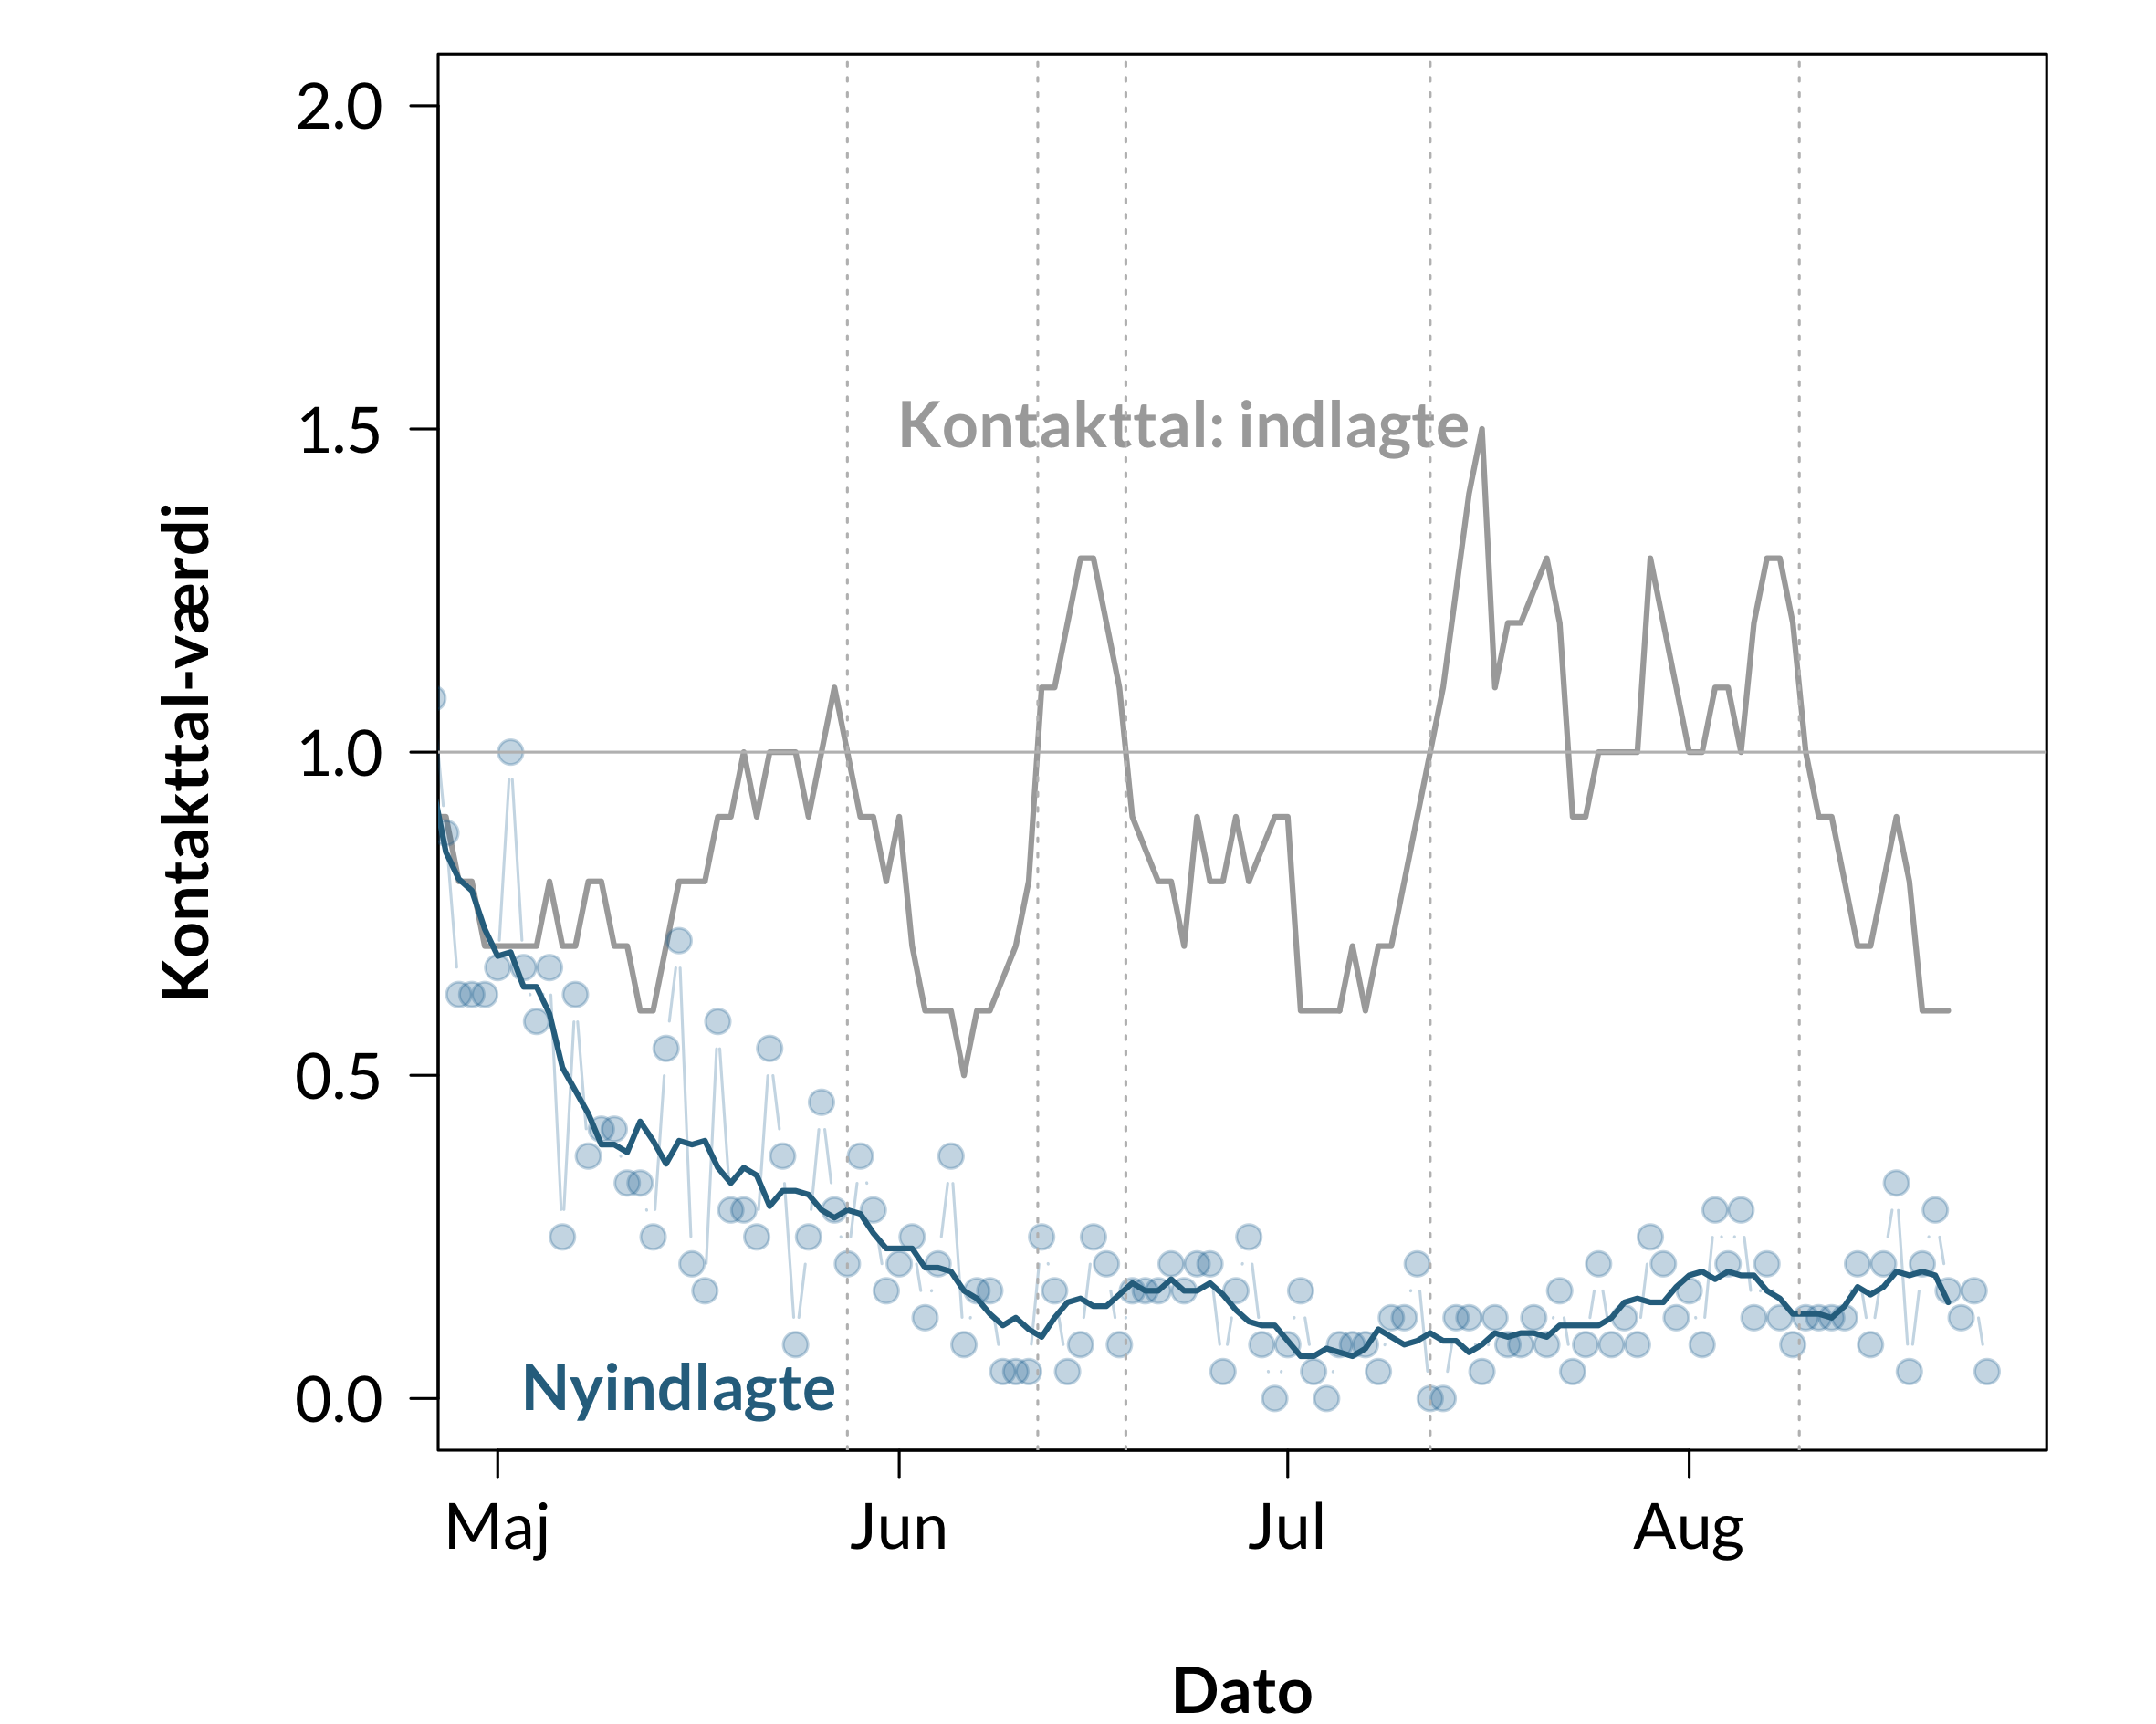 2.0
1.5
1.0
0.5
0.0
Kontakttal-værdi
Kontakttal: indlagte
Nyindlagte
Maj
Jun
Jul
Aug
Dato